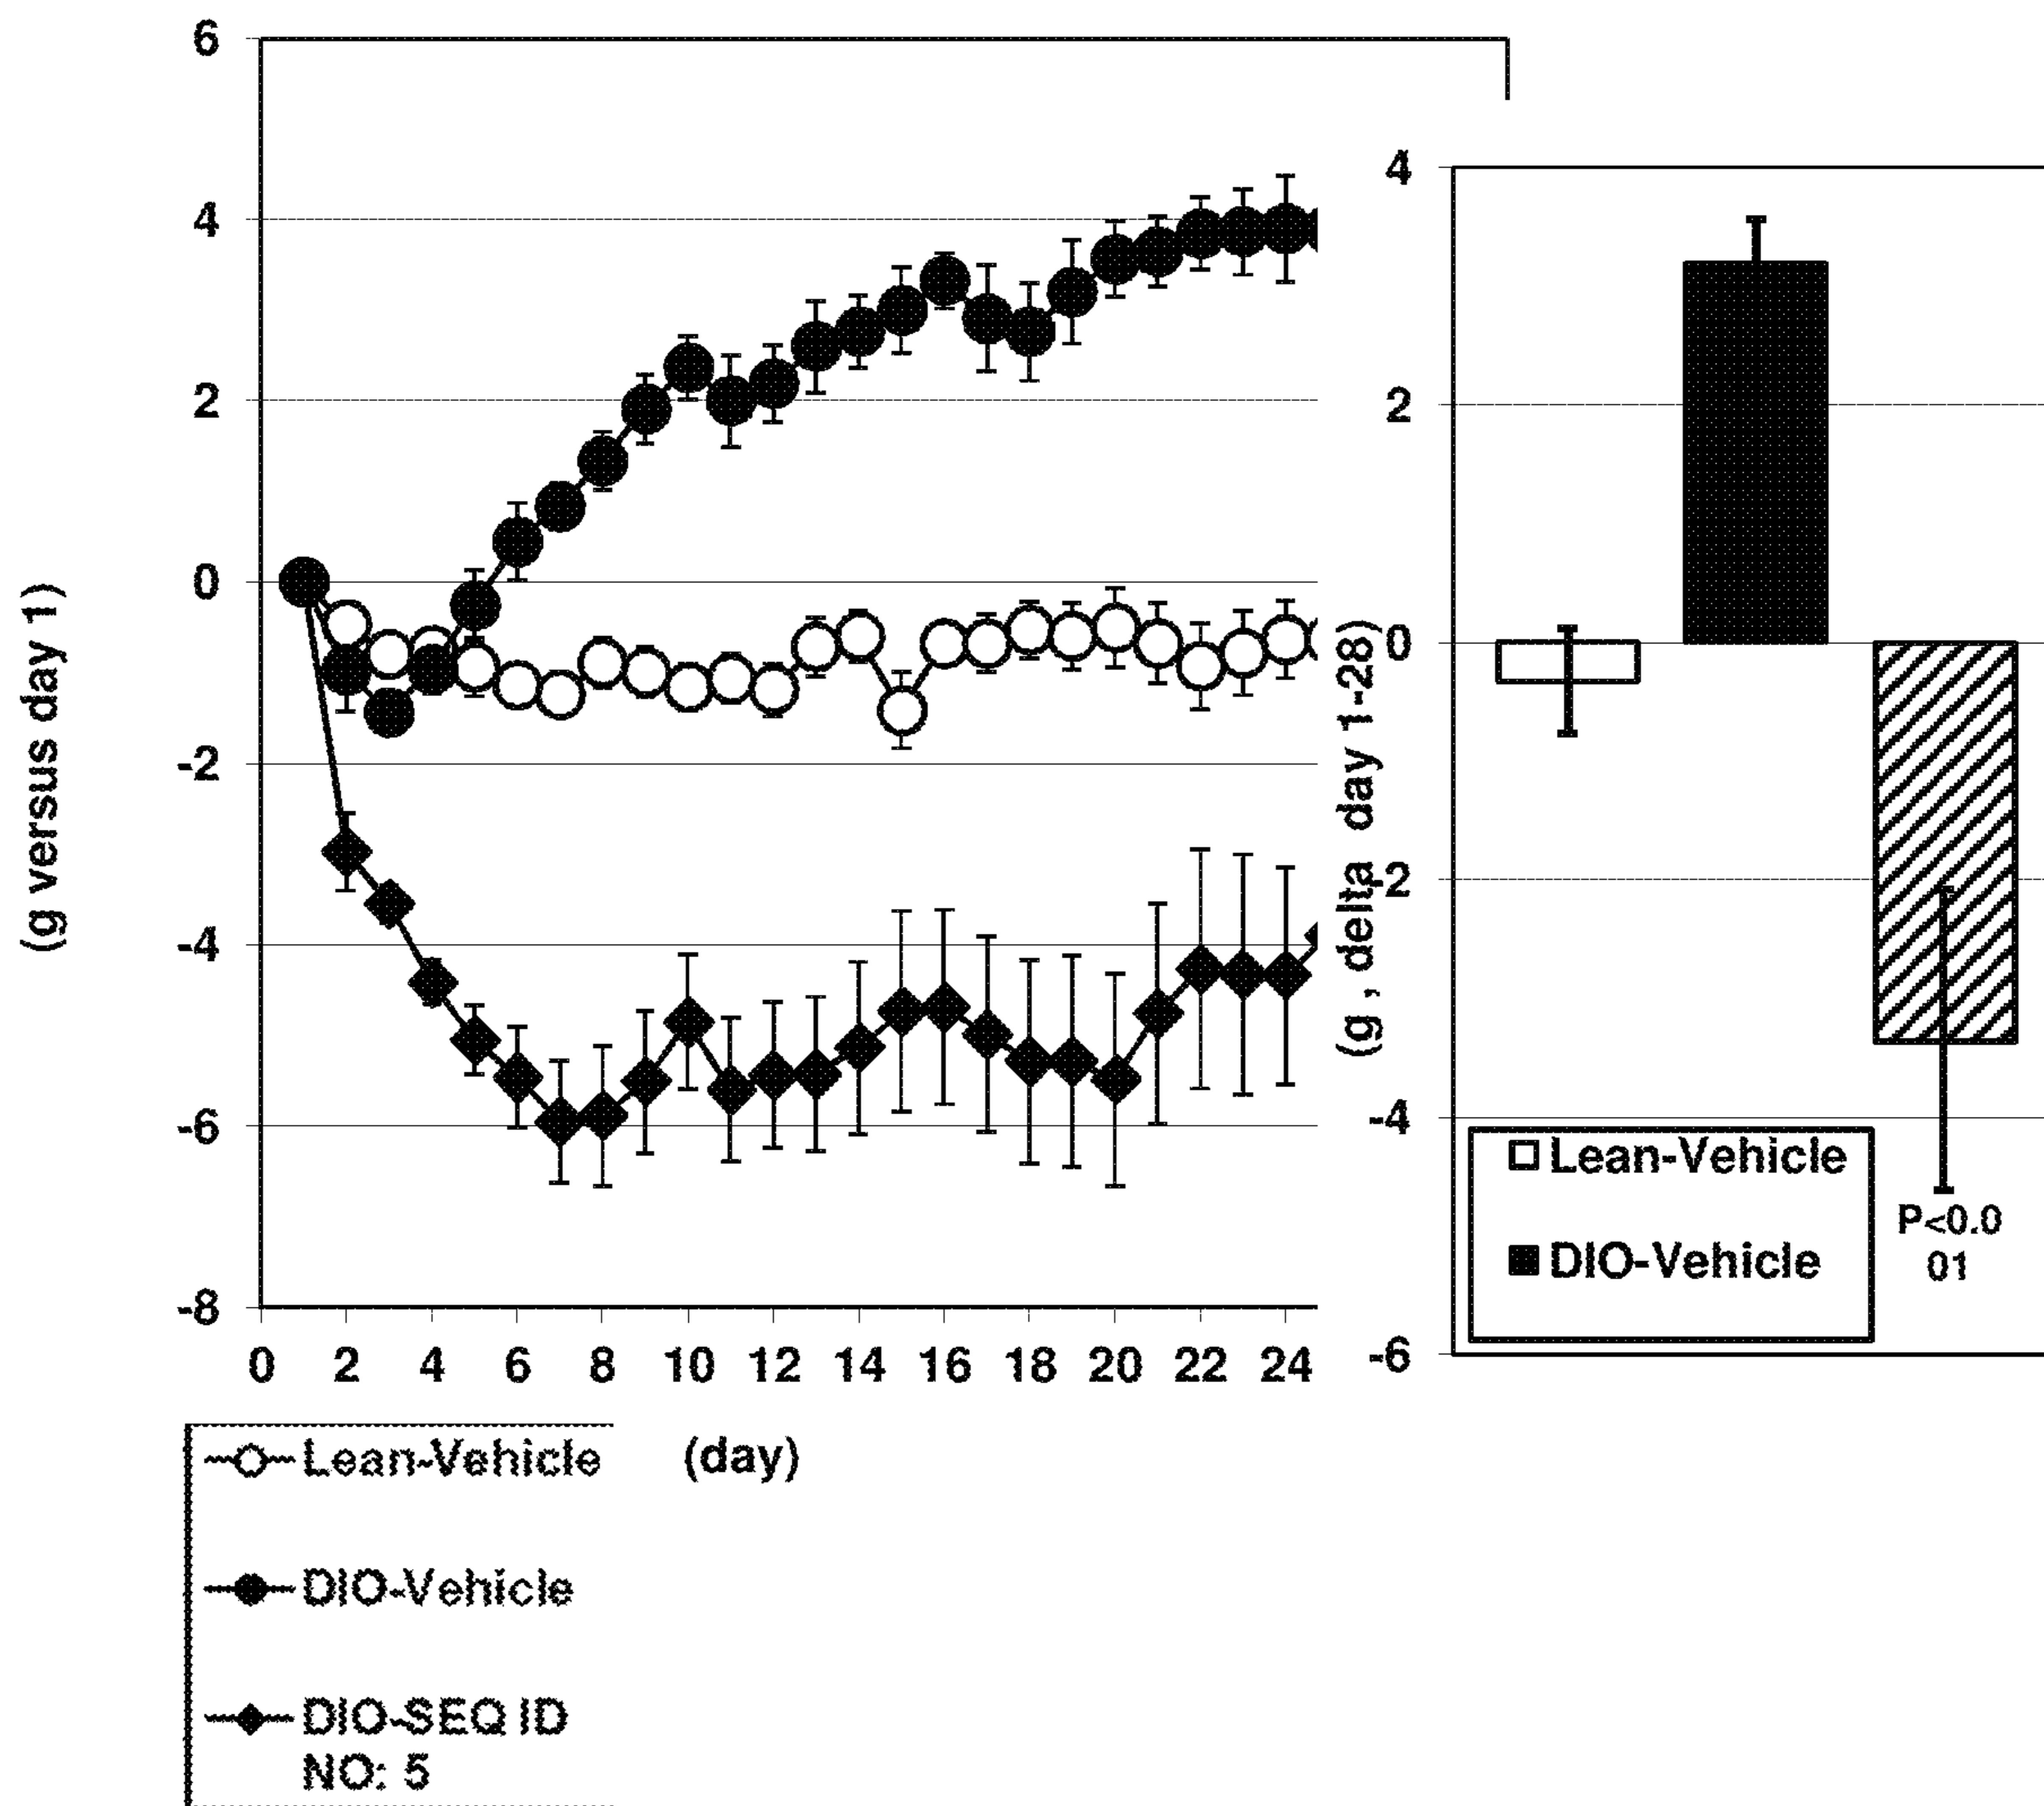 6
4
2
0
-2
-4
-6
-8
(g versus day 1)
0 2 4 6 8 10 12 14 16 18 20 22 24
(day)
Lean-Vehicle
DIO-Vehicle
DIO-SEQ ID
NO: 5
4
2
0
-2
-4
-6
(g, delta day 1-28)
Lean-Vehicle
DIO-Vehicle
P<0.0
01